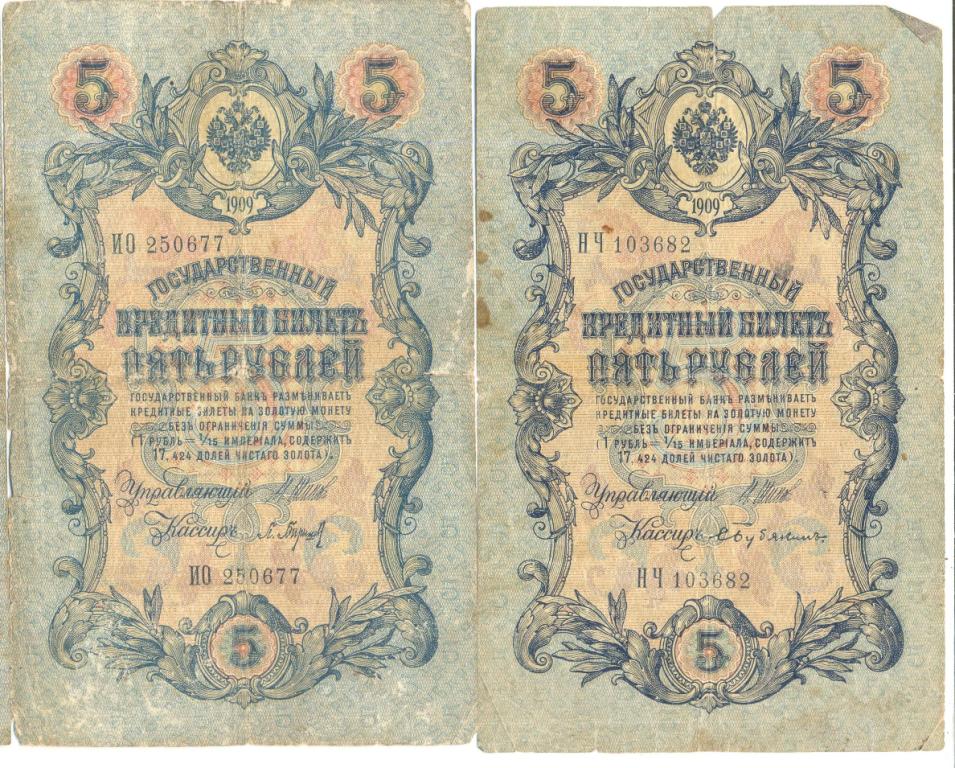 5 5
1909
ИО 250677
ГОСУДАРСТВЕННЫЙ
КРЕДИТНЫЙ БИЛЕТЪ
ПЯТЬ РУБЛЕЙ
ГОСУДАРСТВЕННЫЙ БАНКЪ РАЗМѢНИВАЕТЪ
КРЕДИТНЫЕ БИЛЕТЫ НА ЗОЛОТУЮ МОНЕТУ
БЕЗЪ ОГРАНИЧЕНІЯ СУММЫ
(1 РУБЛЬ = 1/15 ИМПЕРІАЛА, СОДЕРЖИТЪ
17,424 ДОЛЕЙ ЧИСТАГО ЗОЛОТА).
Управляющій
Кассиръ
ИО 250677
5
5 5
1909
НЧ 103682
ГОСУДАРСТВЕННЫЙ
КРЕДИТНЫЙ БИЛЕТЪ
ПЯТЬ РУБЛЕЙ
ГОСУДАРСТВЕННЫЙ БАНКЪ РАЗМѢНИВАЕТЪ
КРЕДИТНЫЕ БИЛЕТЫ НА ЗОЛОТУЮ МОНЕТУ
БЕЗЪ ОГРАНИЧЕНІЯ СУММЫ
(1 РУБЛЬ = 1/15 ИМПЕРІАЛА, СОДЕРЖИТЪ
17,424 ДОЛЕЙ ЧИСТАГО ЗОЛОТА).
Управляющій
Кассиръ
НЧ 103682
5